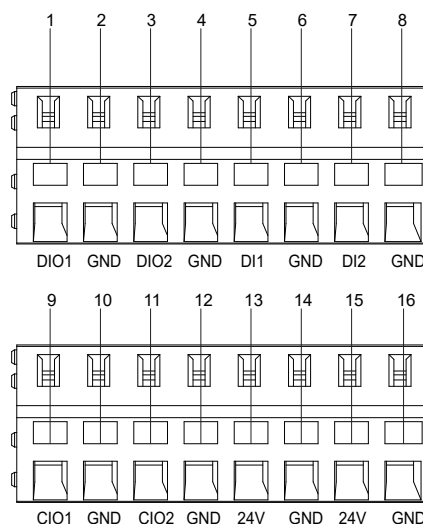 1 2 3 4 5 6 7 8
DIO1 GND DIO2 GND DI1 GND DI2 GND
9 10 11 12 13 14 15 16
CIO1 GND CIO2 GND 24V GND 24V GND